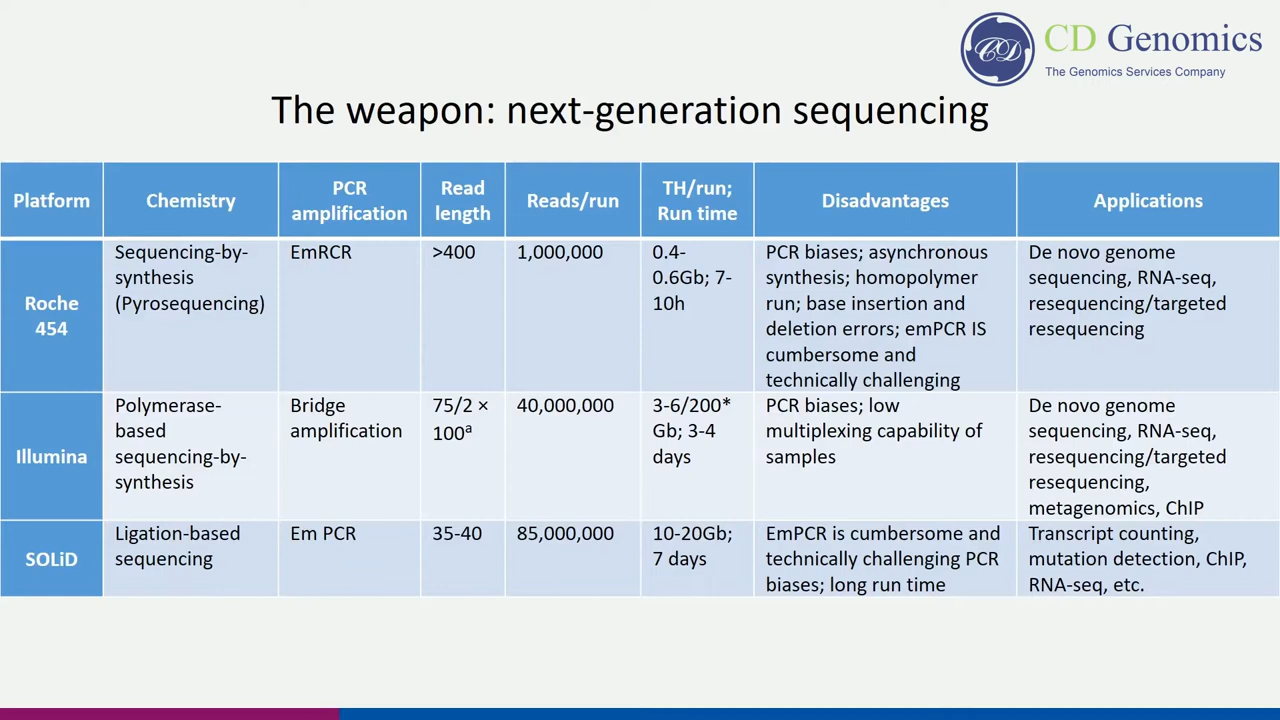 CD
CD Genomics
The Genomics Services Company
The weapon: next-generation sequencing
Platform
Chemistry
PCR
amplification
Read
length
Reads/run
TH/run;
Run time
Disadvantages
Applications
Roche
454
Sequencing-by-
synthesis
(Pyrosequencing)
EmRCR
>400
1,000,000
0.4-
0.6Gb; 7-
10h
PCR biases; asynchronous
synthesis; homopolymer
run; base insertion and
deletion errors; emPCR IS
cumbersome and
technically challenging
De novo genome
sequencing, RNA-seq,
resequencing/targeted
resequencing
Illumina
Polymerase-
based
sequencing-by-
synthesis
Bridge
amplification
75/2 ×
100ª
40,000,000
3-6/200*
Gb; 3-4
days
PCR biases; low
multiplexing capability of
samples
De novo genome
sequencing, RNA-seq,
resequencing/targeted
resequencing,
metagenomics, ChIP
SOLiD
Ligation-based
sequencing
Em PCR
35-40
85,000,000
10-20Gb;
7 days
EmPCR is cumbersome and
technically challenging PCR
biases; long run time
Transcript counting,
mutation detection, ChIP,
RNA-seq, etc.